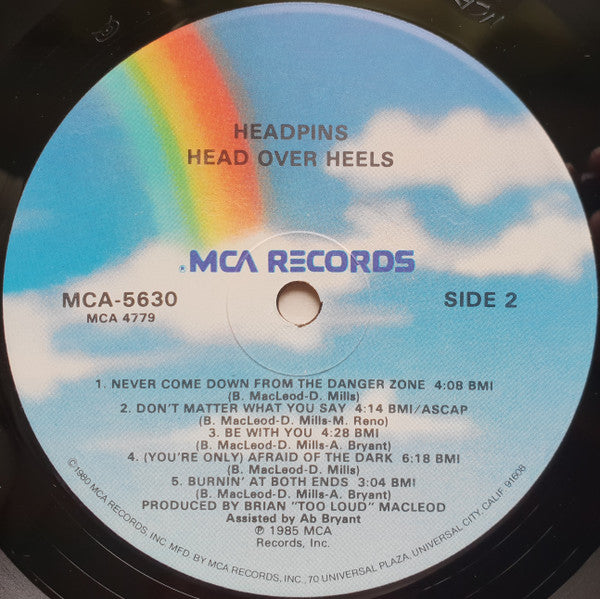 HEADPINS
HEAD OVER HEELS
®MCA RECORDS
MCA-5630
MCA 4779
SIDE 2
1. NEVER COME DOWN FROM THE DANGER ZONE 4:08 BMI
(B. MacLeod-D. Mills)
2. DON'T MATTER WHAT YOU SAY 4:14 BMI/ASCAP
(B. MacLeod-D. Mills-M. Reno)
3. BE WITH YOU 4:28 BMI
(B. MacLeod-D. Mills-A. Bryant)
4. (YOU'RE ONLY) AFRAID OF THE DARK 6:18 BMI
(B. MacLeod-D. Mills)
5. BURNIN' AT BOTH ENDS 3:04 BMI
(B. MacLeod-D. Mills-A. Bryant)
PRODUCED BY BRIAN "TOO LOUD" MACLEOD
Assisted by Ab Bryant
℗ 1985 MCA
Records, Inc.
©1980 MCA RECORDS, INC. MFD. BY MCA RECORDS, INC., 70 UNIVERSAL PLAZA, UNIVERSAL CITY, CALIF. 91608